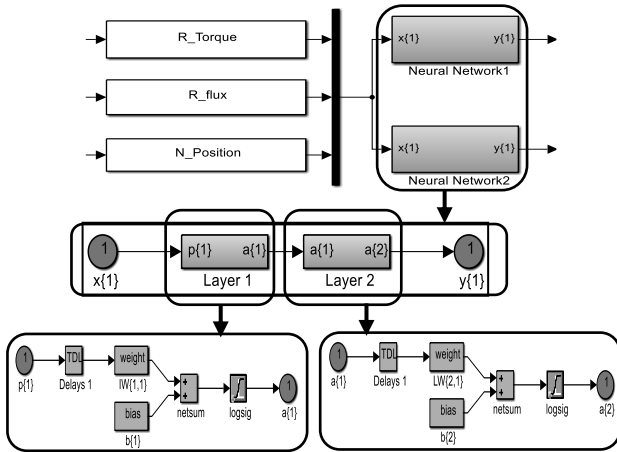 R_Torque
x{1} y{1}
Neural Network1
R_flux
x{1} y{1}
N_Position
Neural Network2
1 p{1} a{1} a{1} a{2} 1
x{1} Layer 1 Layer 2 y{1}
1 TDL weight
p{1} Delays 1 IW{1,1}
+
+
1
bias netsum logsig a{1}
b{1}
1 TDL weight
a{1} Delays 1 LW{2,1}
+
+
1
bias netsum logsig a{2}
b{2}